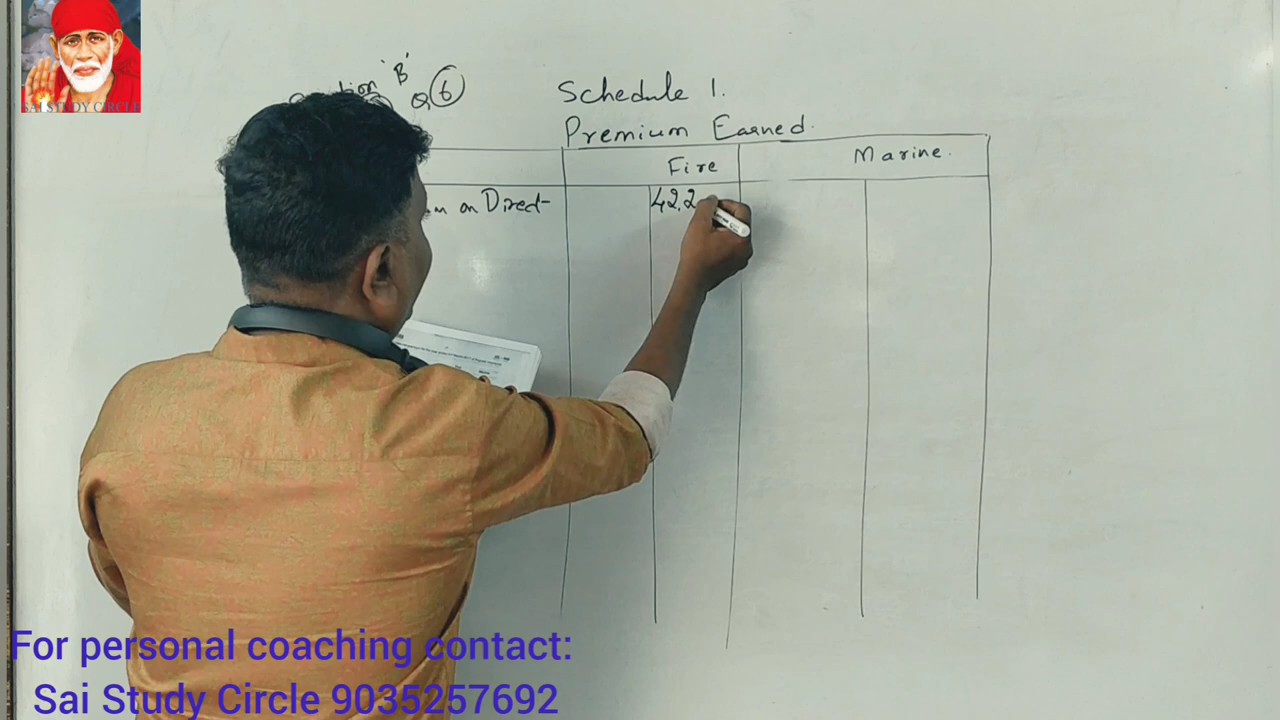 SAI STUDY CIRCLE
'B' Q 6
Schedule 1.
Premium Earned.
Fire
Marine.
on Direct
42,2
For personal coaching contact:
Sai Study Circle 9035257692